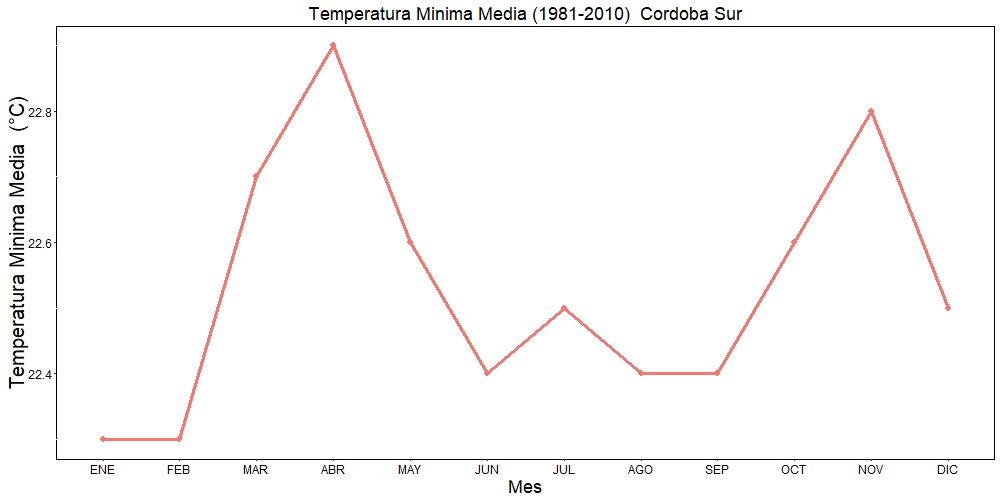 Temperatura Minima Media (1981-2010)  Cordoba Sur
Temperatura Minima Media  (°C)
22.8
22.6
22.4
ENE FEB MAR ABR MAY JUN JUL AGO SEP OCT NOV DIC
Mes